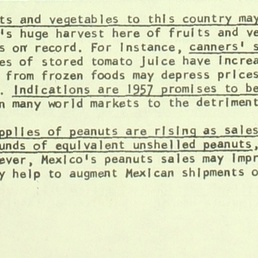 ts and vegetables to this country may
's huge harvest here of fruits and ve
s on record. For instance, canners' s
es of stored tomato juice have increa
from frozen foods may depress prices
. Indications are 1957 promises to be
n many world markets to the detriment
pplies of peanuts are rising as sales
unds of equivalent unshelled peanuts,
ever, Mexico's peanuts sales may impr
y help to augment Mexican shipments o